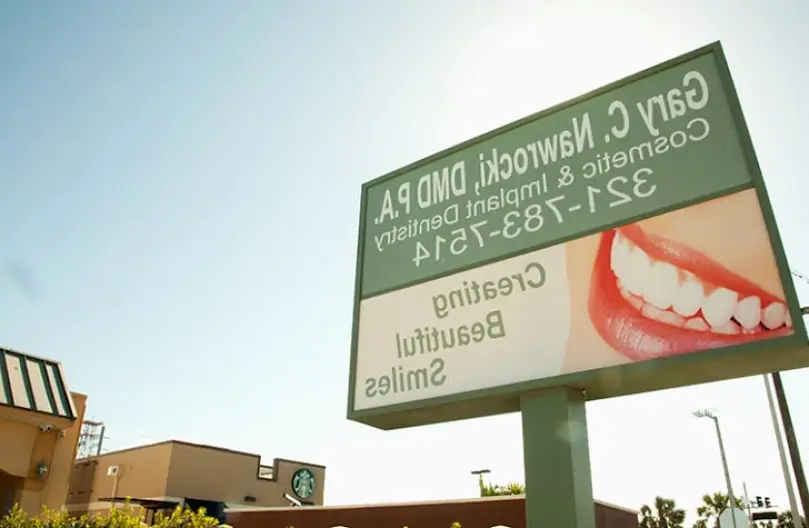 Gary C. Nawrocki, DMD P.A.
Cosmetic & Implant Dentistry
321-783-7514
Creating
Beautiful
Smiles